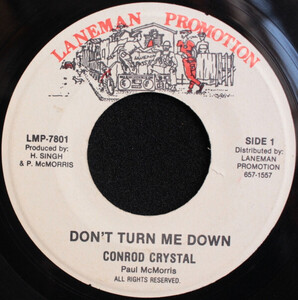 LANEMAN PROMOTION
LMP-7801
Produced by:
H. SINGH
& P. McMORRIS
SIDE 1
Distributed by:
LANEMAN
PROMOTION
657-1557
DON'T TURN ME DOWN
CONROD CRYSTAL
Paul McMorris
ALL RIGHTS RESERVED.